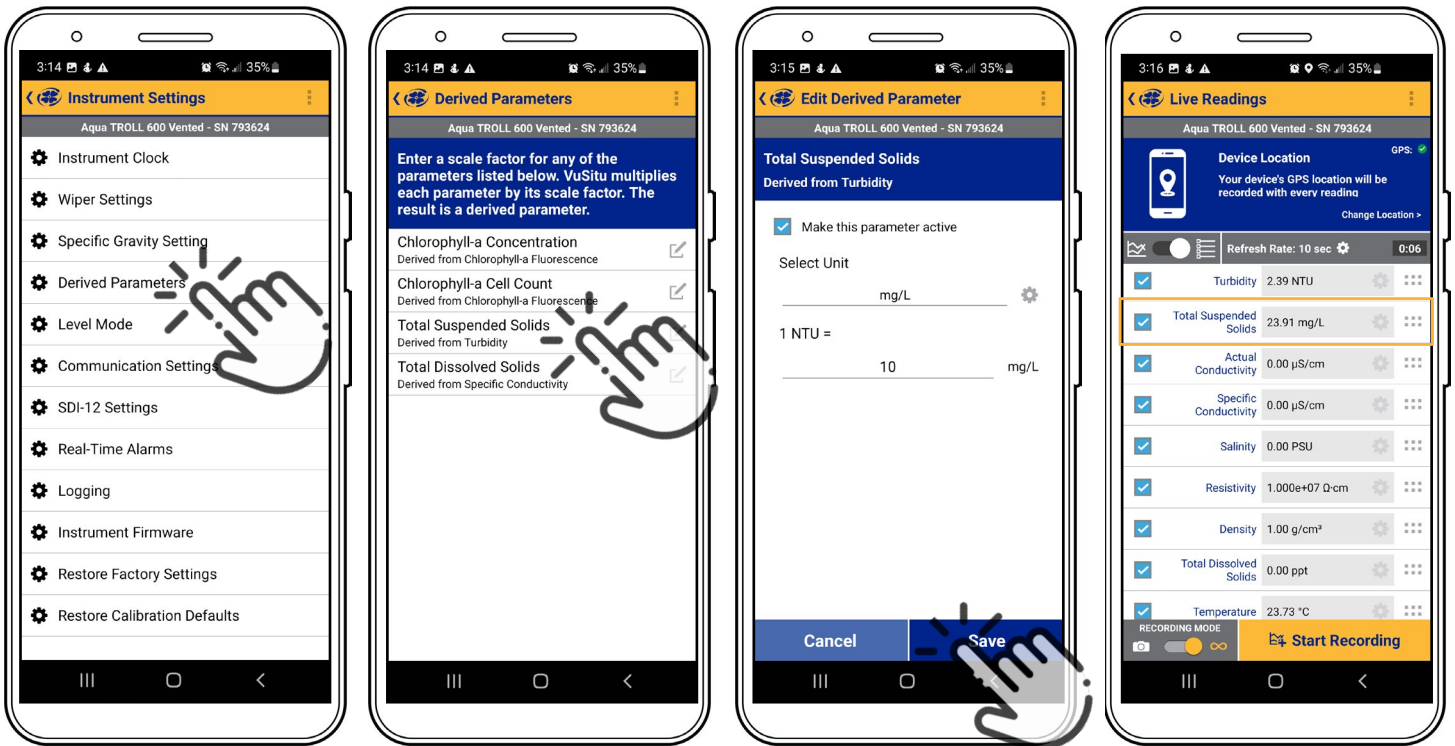 3:14 35%
Instrument Settings
Aqua TROLL 600 Vented - SN 793624
Instrument Clock
Wiper Settings
Specific Gravity Setting
Derived Parameters
Level Mode
Communication Settings
SDI-12 Settings
Real-Time Alarms
Logging
Instrument Firmware
Restore Factory Settings
Restore Calibration Defaults
3:14 35%
Derived Parameters
Aqua TROLL 600 Vented - SN 793624
Enter a scale factor for any of the
parameters listed below. VuSitu multiplies
each parameter by its scale factor. The
result is a derived parameter.
Chlorophyll-a Concentration
Derived from Chlorophyll-a Fluorescence
Chlorophyll-a Cell Count
Derived from Chlorophyll-a Fluorescence
Total Suspended Solids
Derived from Turbidity
Total Dissolved Solids
Derived from Specific Conductivity
3:15 35%
Edit Derived Parameter
Aqua TROLL 600 Vented - SN 793624
Total Suspended Solids
Derived from Turbidity
Make this parameter active
Select Unit
mg/L
1 NTU =
10 mg/L
Cancel Save
3:16 35%
Live Readings
Aqua TROLL 600 Vented - SN 793624
GPS:
Device Location
Your device's GPS location will be
recorded with every reading
Change Location >
Refresh Rate: 10 sec 0:06
Turbidity 2.39 NTU
Total Suspended
Solids 23.91 mg/L
Actual
Conductivity 0.00 µS/cm
Specific
Conductivity 0.00 µS/cm
Salinity 0.00 PSU
Resistivity 1.000e+07 Ω·cm
Density 1.00 g/cm³
Total Dissolved
Solids 0.00 ppt
Temperature 23.73 °C
RECORDING MODE
Start Recording